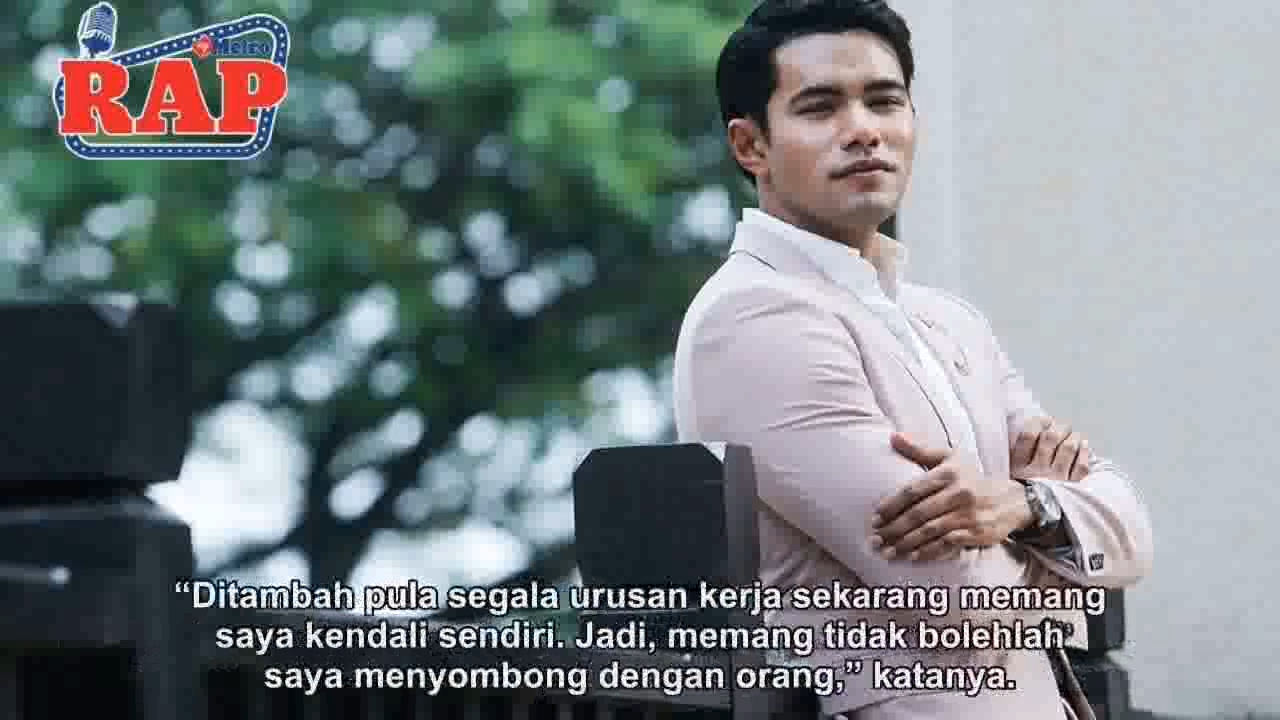 Metro
RAP
“Ditambah pula segala urusan kerja sekarang memang
saya kendali sendiri. Jadi, memang tidak bolehlah
saya menyombong dengan orang,” katanya.